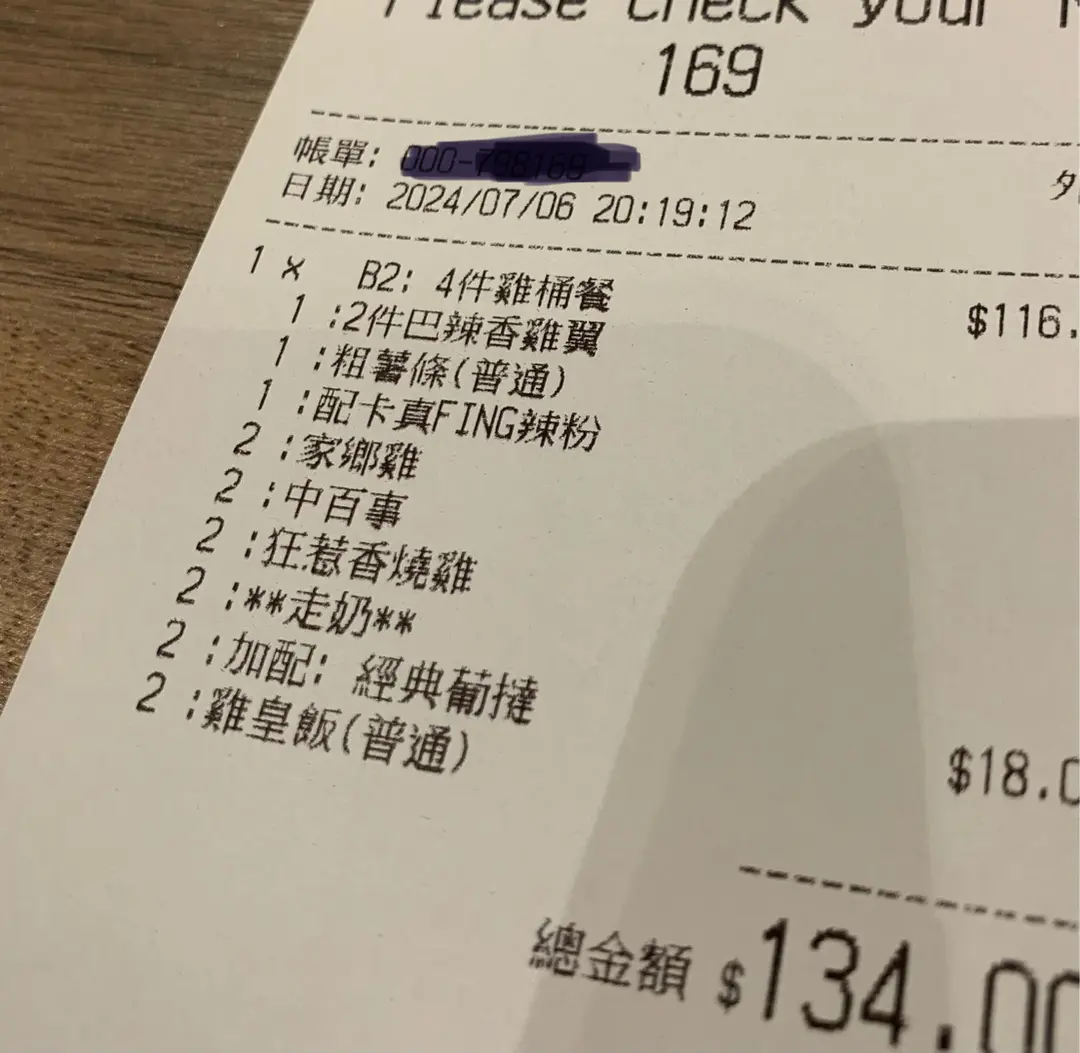 Please check your
169
帳單:
日期: 2024/07/06 20:19:12
1 x B2: 4件雞桶餐 $116.
1 :2件巴辣香雞翼
1 :粗薯條(普通)
1 :配卡真FING辣粉
2 :家鄉雞
2 :中百事
2 :狂惹香燒雞
2 :**走奶**
2 :加配: 經典葡撻 $18.0
2 :雞皇飯(普通)
總金額 $134.00